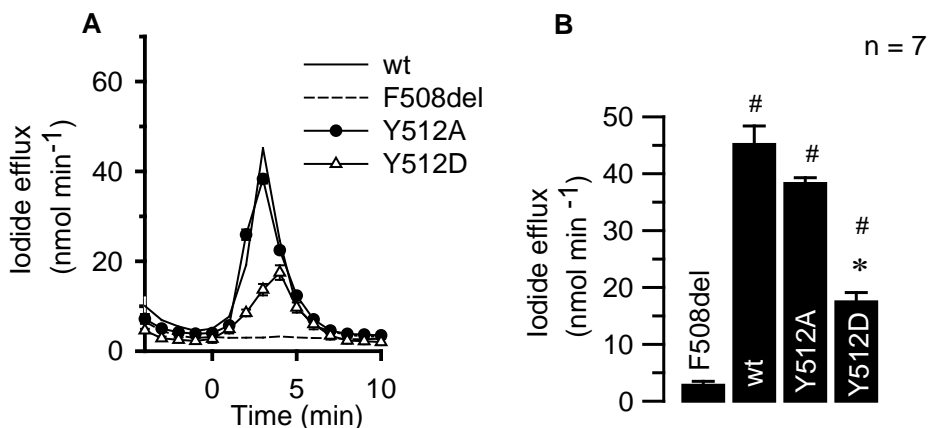 A
Iodide efflux
(nmol min⁻¹)
60
40
20
0
0
5
10
Time (min)
wt
F508del
Y512A
Y512D
B
n = 7
Iodide efflux
(nmol min ⁻¹)
50
40
30
20
10
0
F508del
#
wt
#
Y512A
#
*
Y512D